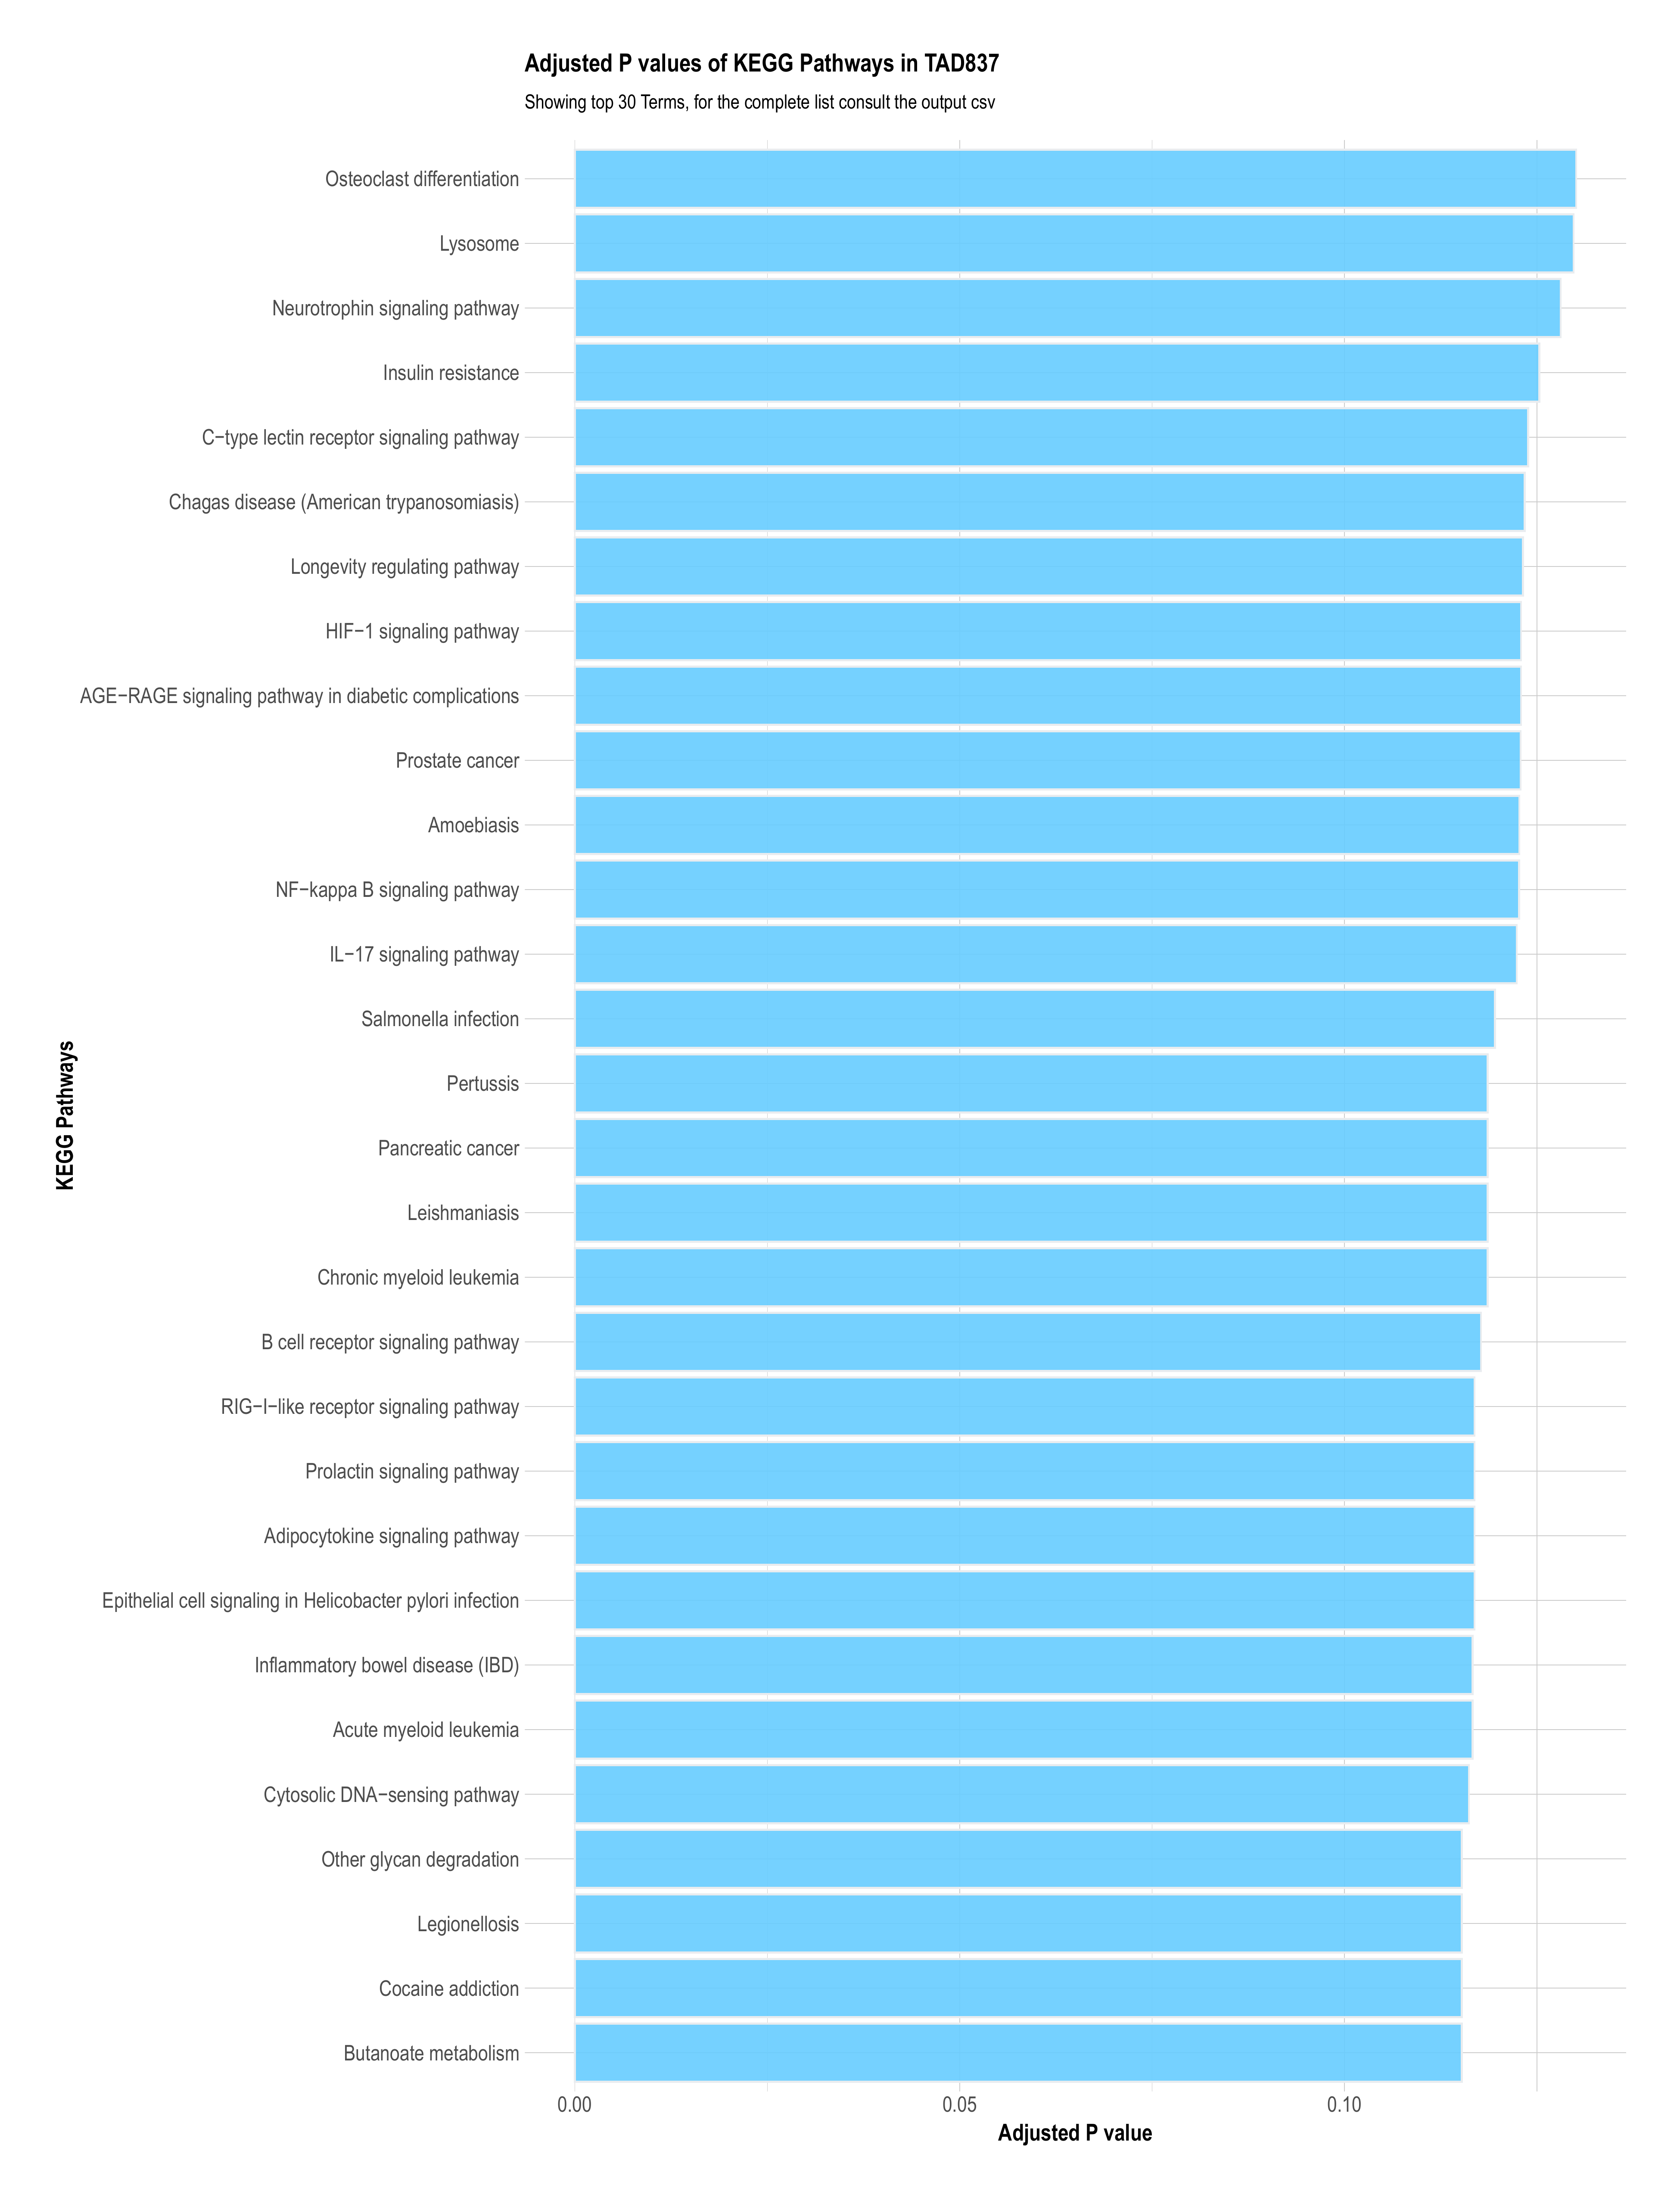 Adjusted P values of KEGG Pathways in TAD837
Showing top 30 Terms, for the complete list consult the output csv
Osteoclast differentiation
Lysosome
Neurotrophin signaling pathway
Insulin resistance
C−type lectin receptor signaling pathway
Chagas disease (American trypanosomiasis)
Longevity regulating pathway
HIF−1 signaling pathway
AGE−RAGE signaling pathway in diabetic complications
Prostate cancer
Amoebiasis
NF−kappa B signaling pathway
IL−17 signaling pathway
Salmonella infection
Pertussis
Pancreatic cancer
Leishmaniasis
Chronic myeloid leukemia
B cell receptor signaling pathway
RIG−I−like receptor signaling pathway
Prolactin signaling pathway
Adipocytokine signaling pathway
Epithelial cell signaling in Helicobacter pylori infection
Inflammatory bowel disease (IBD)
Acute myeloid leukemia
Cytosolic DNA−sensing pathway
Other glycan degradation
Legionellosis
Cocaine addiction
Butanoate metabolism
KEGG Pathways
0.00 0.05 0.10
Adjusted P value